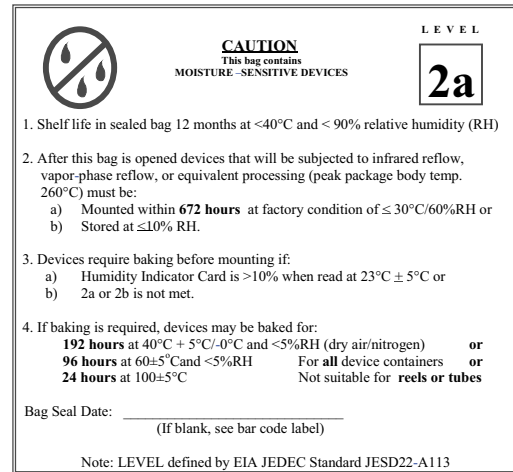 LEVEL
CAUTION
This bag contains
MOISTURE –SENSITIVE DEVICES
2a
1. Shelf life in sealed bag 12 months at <40°C and < 90% relative humidity (RH)
2. After this bag is opened devices that will be subjected to infrared reflow,
vapor-phase reflow, or equivalent processing (peak package body temp.
260°C) must be:
a) Mounted within 672 hours at factory condition of ≤ 30°C/60%RH or
b) Stored at ≤10% RH.
3. Devices require baking before mounting if:
a) Humidity Indicator Card is >10% when read at 23°C ± 5°C or
b) 2a or 2b is not met.
4. If baking is required, devices may be baked for:
192 hours at 40°C + 5°C/-0°C and <5%RH (dry air/nitrogen) or
96 hours at 60±5°Cand <5%RH For all device containers or
24 hours at 100±5°C Not suitable for reels or tubes
Bag Seal Date: ______________________________
(If blank, see bar code label)
Note: LEVEL defined by EIA JEDEC Standard JESD22-A113